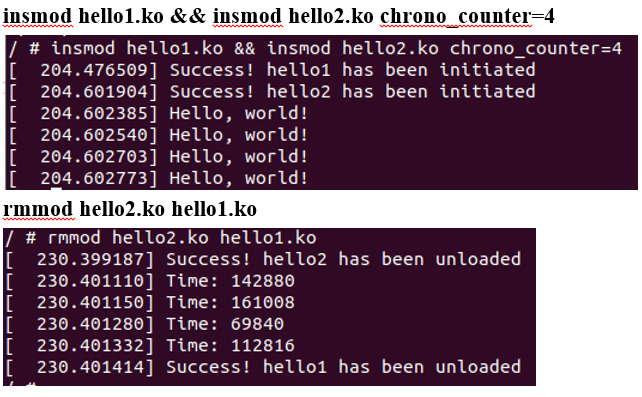 insmod hello1.ko && insmod hello2.ko chrono_counter=4
/ # insmod hello1.ko && insmod hello2.ko chrono_counter=4
[  204.476509] Success! hello1 has been initiated
[  204.601904] Success! hello2 has been initiated
[  204.602385] Hello, world!
[  204.602540] Hello, world!
[  204.602703] Hello, world!
[  204.602773] Hello, world!
rmmod hello2.ko hello1.ko
/ # rmmod hello2.ko hello1.ko
[  230.399187] Success! hello2 has been unloaded
[  230.401110] Time: 142880
[  230.401150] Time: 161008
[  230.401280] Time: 69840
[  230.401332] Time: 112816
[  230.401414] Success! hello1 has been unloaded
/ #